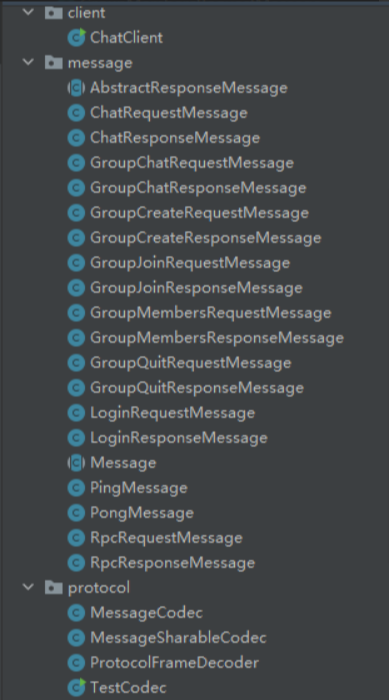 client
ChatClient
message
AbstractResponseMessage
ChatRequestMessage
ChatResponseMessage
GroupChatRequestMessage
GroupChatResponseMessage
GroupCreateRequestMessage
GroupCreateResponseMessage
GroupJoinRequestMessage
GroupJoinResponseMessage
GroupMembersRequestMessage
GroupMembersResponseMessage
GroupQuitRequestMessage
GroupQuitResponseMessage
LoginRequestMessage
LoginResponseMessage
Message
PingMessage
PongMessage
RpcRequestMessage
RpcResponseMessage
protocol
MessageCodec
MessageSharableCodec
ProtocolFrameDecoder
TestCodec